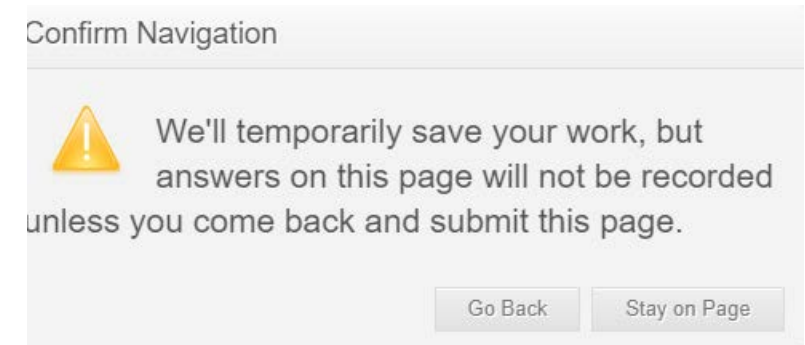 Confirm Navigation
We'll temporarily save your work, but
answers on this page will not be recorded
unless you come back and submit this page.
Go Back Stay on Page